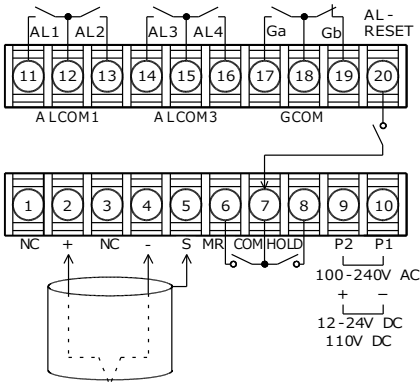 AL1 AL2 AL3 AL4 Ga Gb AL-
RESET
11 12 13 14 15 16 17 18 19 20
ALCOM1 ALCOM3 GCOM
1 2 3 4 5 6 7 8 9 10
NC + NC - S MR COM HOLD P2 P1
100-240V AC
+ −
12-24V DC
110V DC